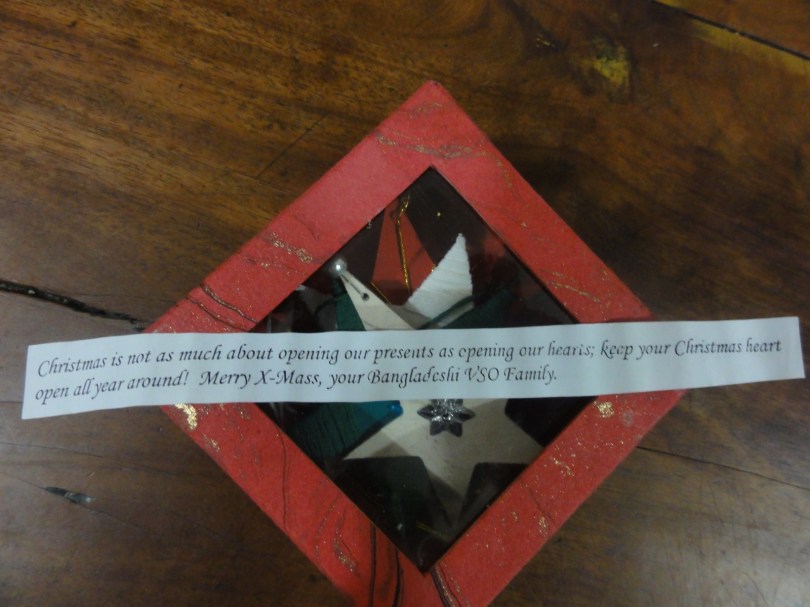 Christmas is not as much about opening our presents as opening our hearts; keep your Christmas heart
open all year around! Merry X-Mass, your Bangladeshi VSO Family.